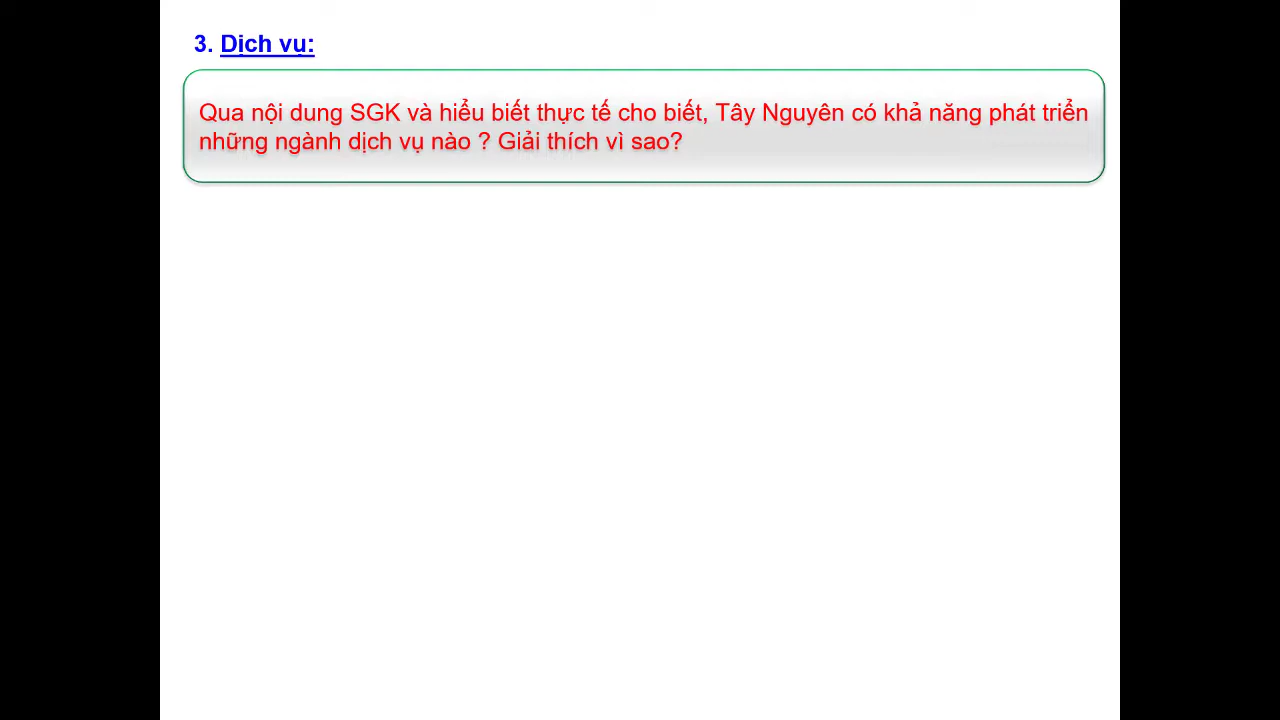 3. Dịch vụ:
Qua nội dung SGK và hiểu biết thực tế cho biết, Tây Nguyên có khả năng phát triển
những ngành dịch vụ nào ? Giải thích vì sao?